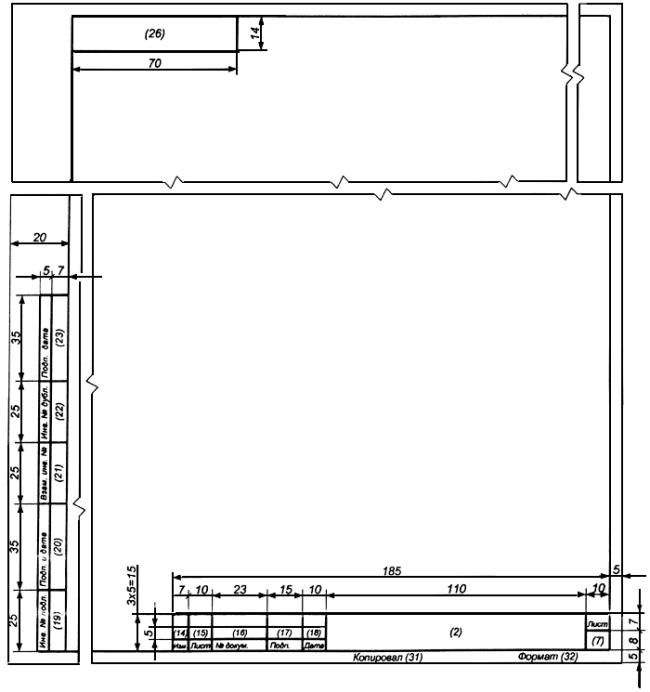 (26)
14
70
20
5 7
35
Подп. дата
(23)
25
Инв. № дубл.
(22)
25
Взам. инв. №
(21)
35
Подп. и дата
(20)
25
Инв. № подл.
(19)
185
5
7 10 23 15 10 110 10
3х5=15
5
(14) (15) (16) (17) (18)
Изм. Лист № докум. Подп. Дата
(2)
Лист
(7)
7
8
5
Копировал (31) Формат (32)